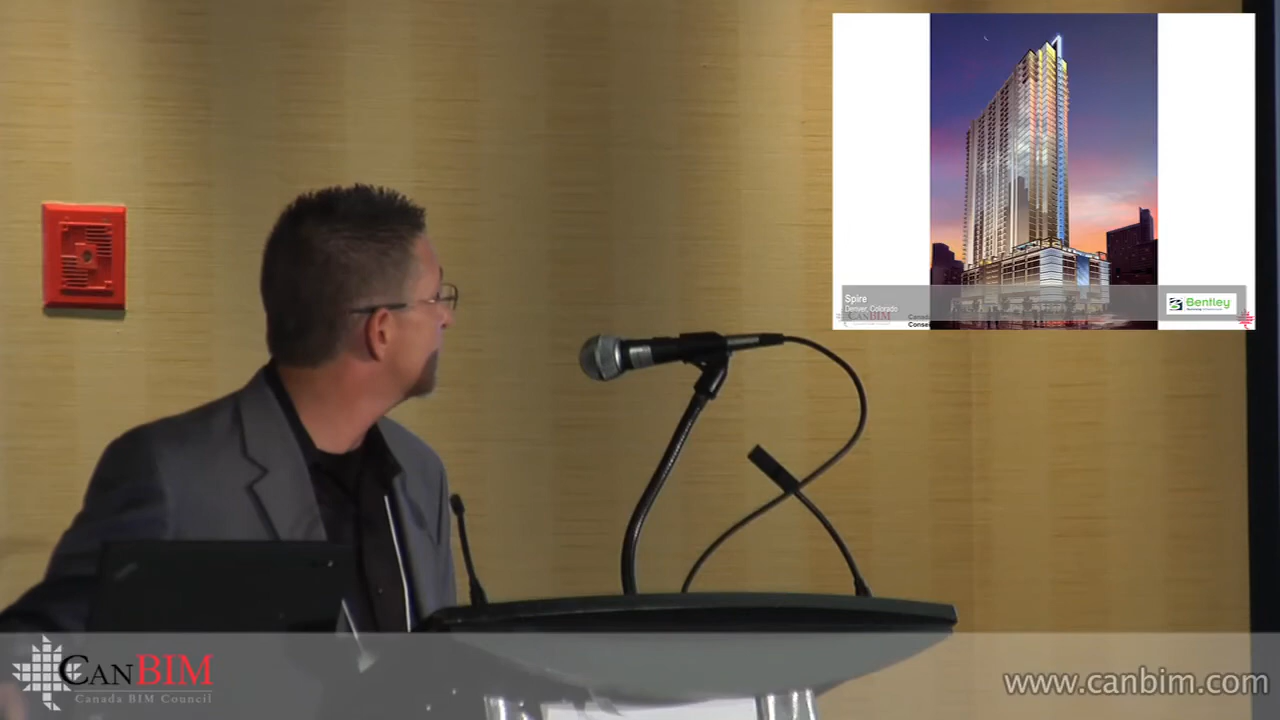 Spire
Denver, Colorado
Bentley
CanBIM
Canada BIM Council
www.canbim.com